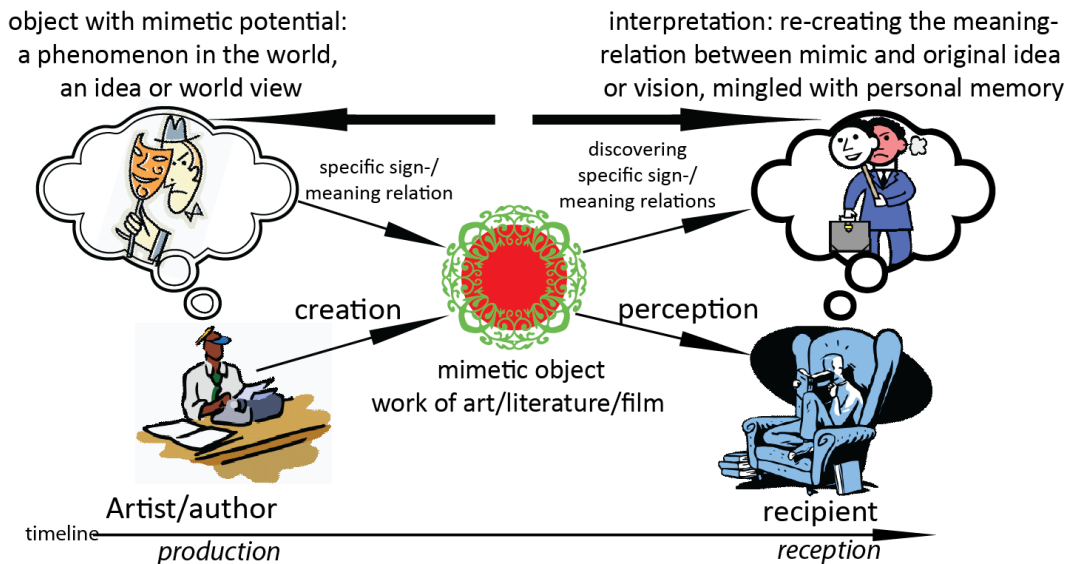 object with mimetic potential:
a phenomenon in the world,
an idea or world view
interpretation: re-creating the meaning-
relation between mimic and original idea
or vision, mingled with personal memory
specific sign-/
meaning relation
discovering
specific sign-/
meaning relations
creation
perception
mimetic object
work of art/literature/film
Artist/author
recipient
timeline
production
reception